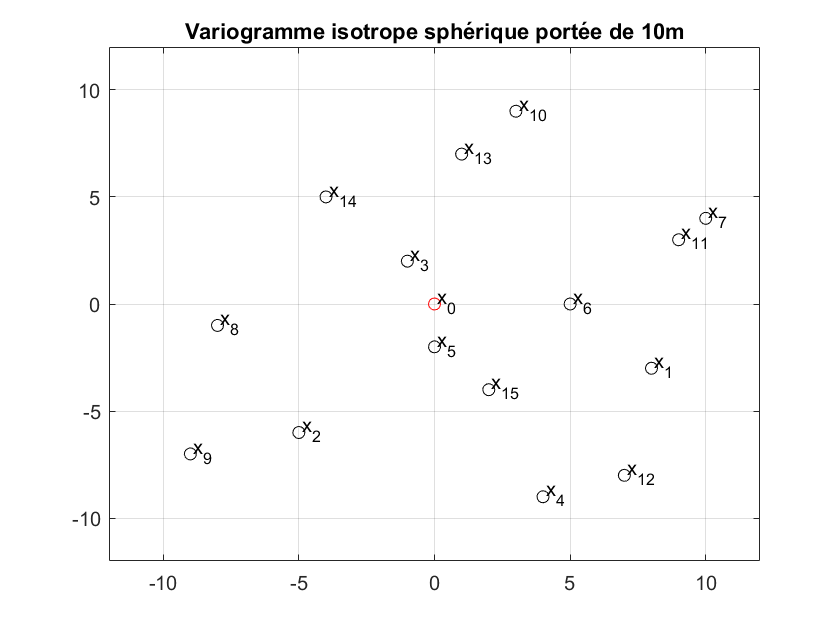 Variogramme isotrope sphérique portée de 10m
10
x10
x13
5
x14
x7
x11
x3
0
x0
x6
x8
x5
x1
x15
-5
x2
x9
x12
x4
-10
-10 -5 0 5 10